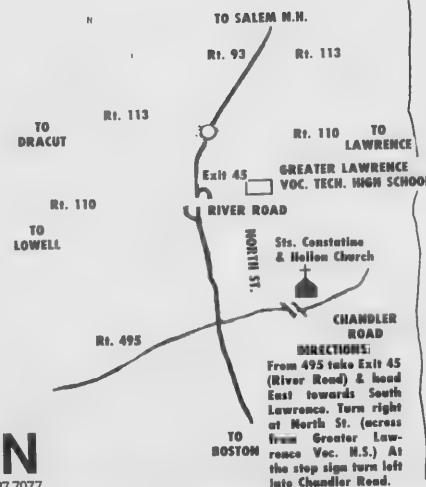 N
TO SALEM N.H.
Rt. 93
Rt. 113
Rt. 113
TO
DRACUT
Rt. 110
TO
LAWRENCE
Exit 45
GREATER LAWRENCE
VOC. TECH. HIGH SCHOOL
Rt. 110
RIVER ROAD
TO
LOWELL
NORTH ST.
Sts. Constantine
& Hellen Church
Rt. 495
CHANDLER
ROAD
DIRECTIONS:
From 495 take Exit 45
(River Road) & head
East towards South
Lawrence. Turn right
at North St. (across
from Greater Law-
rence Voc. H.S.) At
the stop sign turn left
into Chandler Road.
TO
BOSTON
N
7077